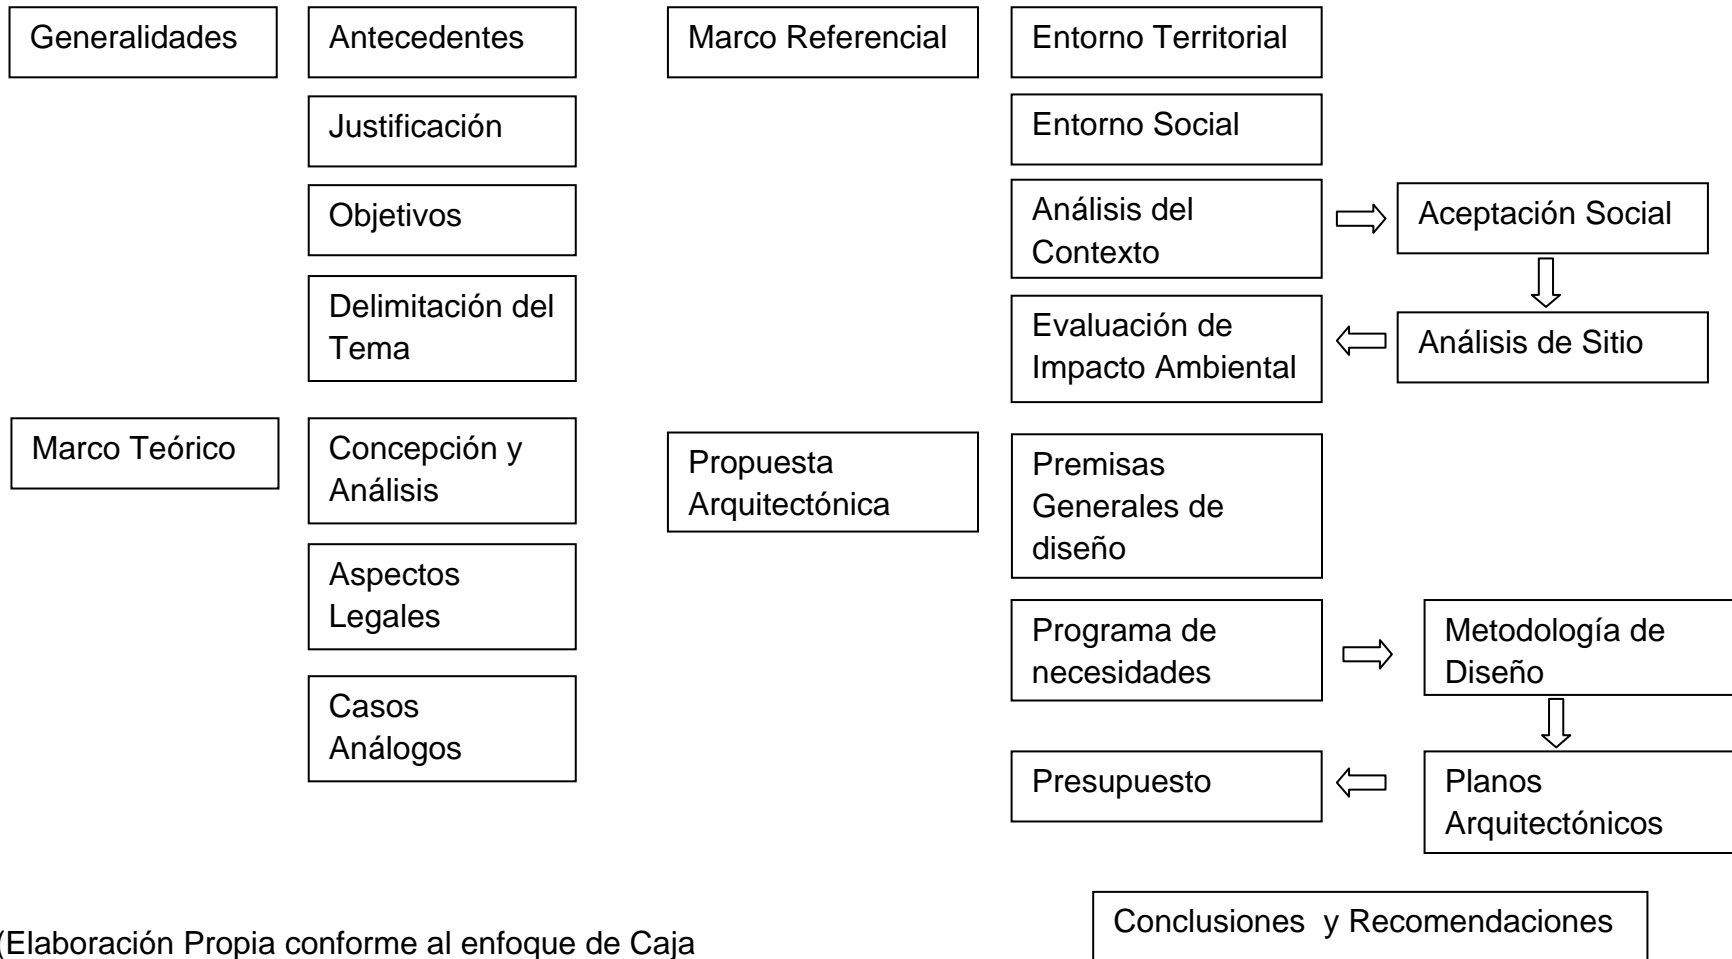 Generalidades
Antecedentes
Justificación
Objetivos
Delimitación del
Tema
Marco Teórico
Concepción y
Análisis
Aspectos
Legales
Casos
Análogos
Marco Referencial
Entorno Territorial
Entorno Social
Análisis del
Contexto
Aceptación Social
Análisis de Sitio
Evaluación de
Impacto Ambiental
Propuesta
Arquitectónica
Premisas
Generales de
diseño
Programa de
necesidades
Metodología de
Diseño
Planos
Arquitectónicos
Presupuesto
Conclusiones y Recomendaciones
(Elaboración Propia conforme al enfoque de Caja